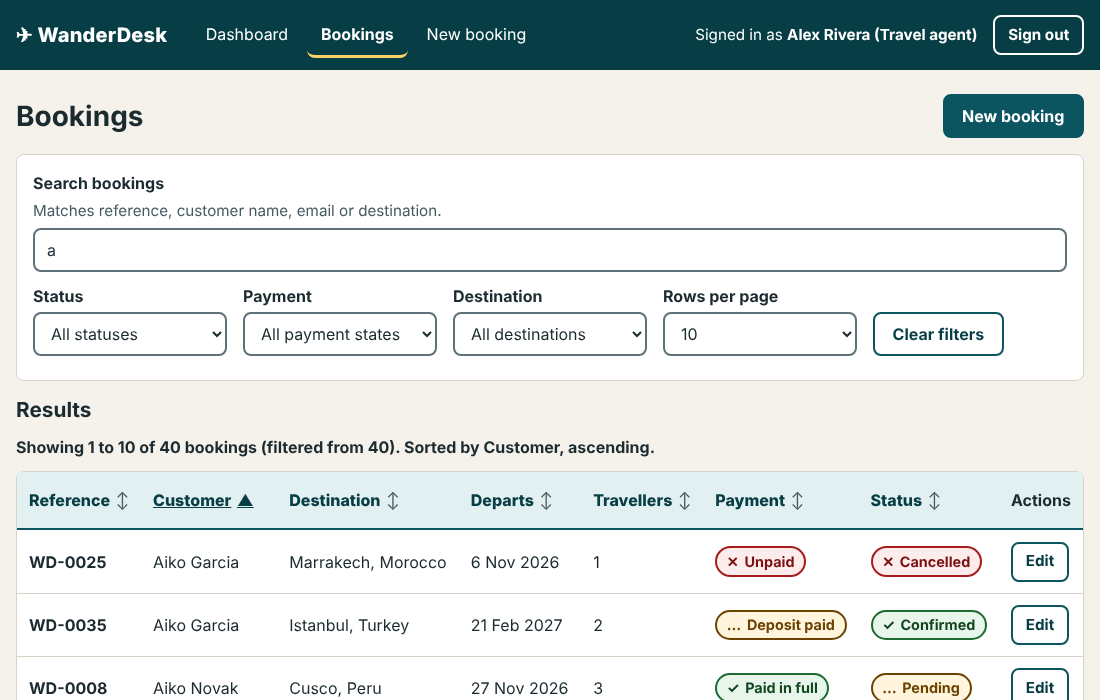 ✈ WanderDesk Dashboard Bookings New booking Signed in as Alex Rivera (Travel agent) Sign out
Bookings New booking
Search bookings
Matches reference, customer name, email or destination.
a
Status Payment Destination Rows per page
All statuses All payment states All destinations 10 Clear filters
Results
Showing 1 to 10 of 40 bookings (filtered from 40). Sorted by Customer, ascending.
Reference ↕ Customer ▲ Destination ↕ Departs ↕ Travellers ↕ Payment ↕ Status ↕ Actions
WD-0025 Aiko Garcia Marrakech, Morocco 6 Nov 2026 1 ✕ Unpaid ✕ Cancelled Edit
WD-0035 Aiko Garcia Istanbul, Turkey 21 Feb 2027 2 … Deposit paid ✓ Confirmed Edit
WD-0008 Aiko Novak Cusco, Peru 27 Nov 2026 3 ✓ Paid in full … Pending Edit